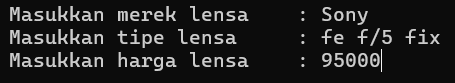 Masukkan merek lensa    : Sony
Masukkan tipe lensa     : fe f/5 fix
Masukkan harga lensa    : 95000